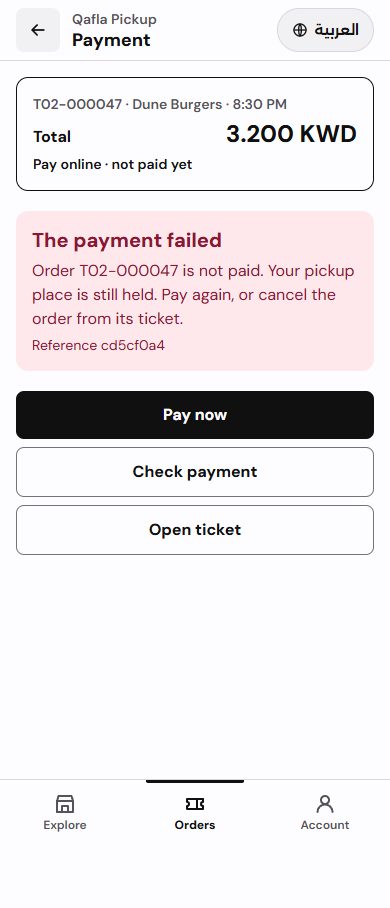 Qafla Pickup
Payment
العربية
T02-000047 · Dune Burgers · 8:30 PM
Total 3.200 KWD
Pay online · not paid yet
The payment failed
Order T02-000047 is not paid. Your pickup
place is still held. Pay again, or cancel the
order from its ticket.
Reference cd5cf0a4
Pay now
Check payment
Open ticket
Explore Orders Account